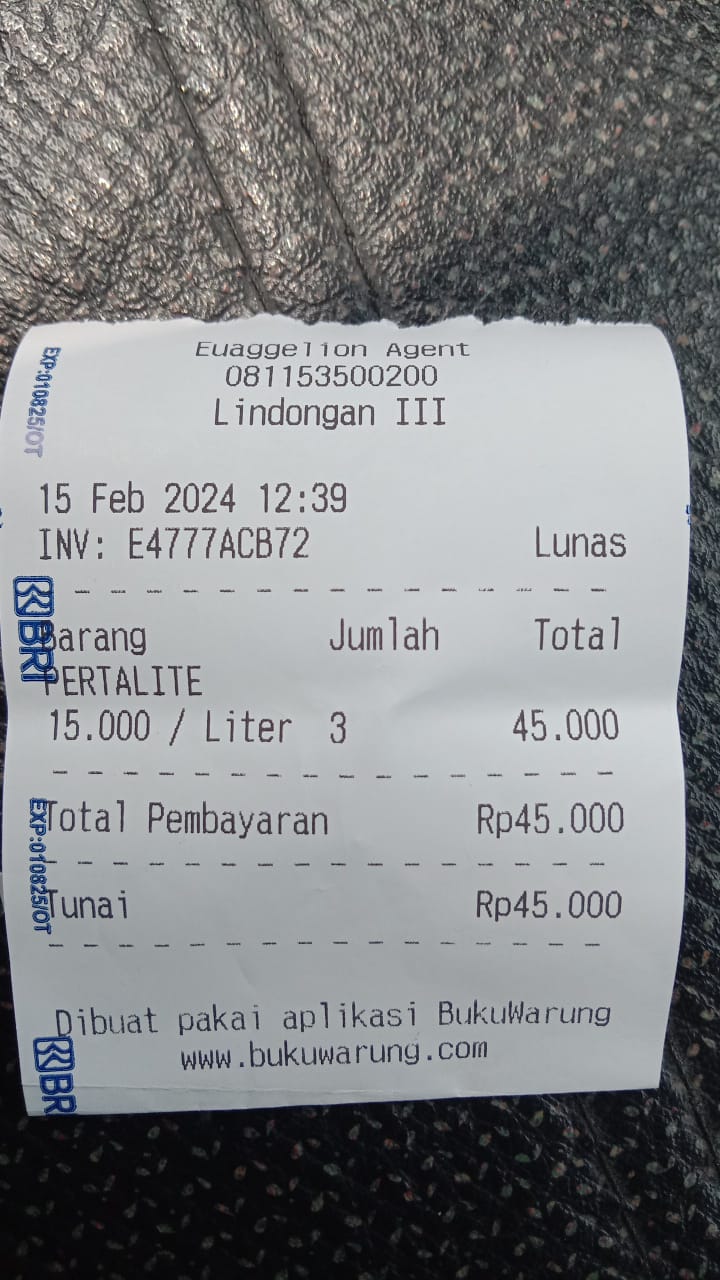 Euaggelion Agent
081153500200
Lindongan III
EXP:010825/OT
15 Feb 2024 12:39
INV: E4777ACB72 Lunas
BRI
Barang Jumlah Total
PERTALITE
15.000 / Liter 3 45.000
Total Pembayaran Rp45.000
EXP:010825/OT
Tunai Rp45.000
Dibuat pakai aplikasi BukuWarung
www.bukuwarung.com
BR